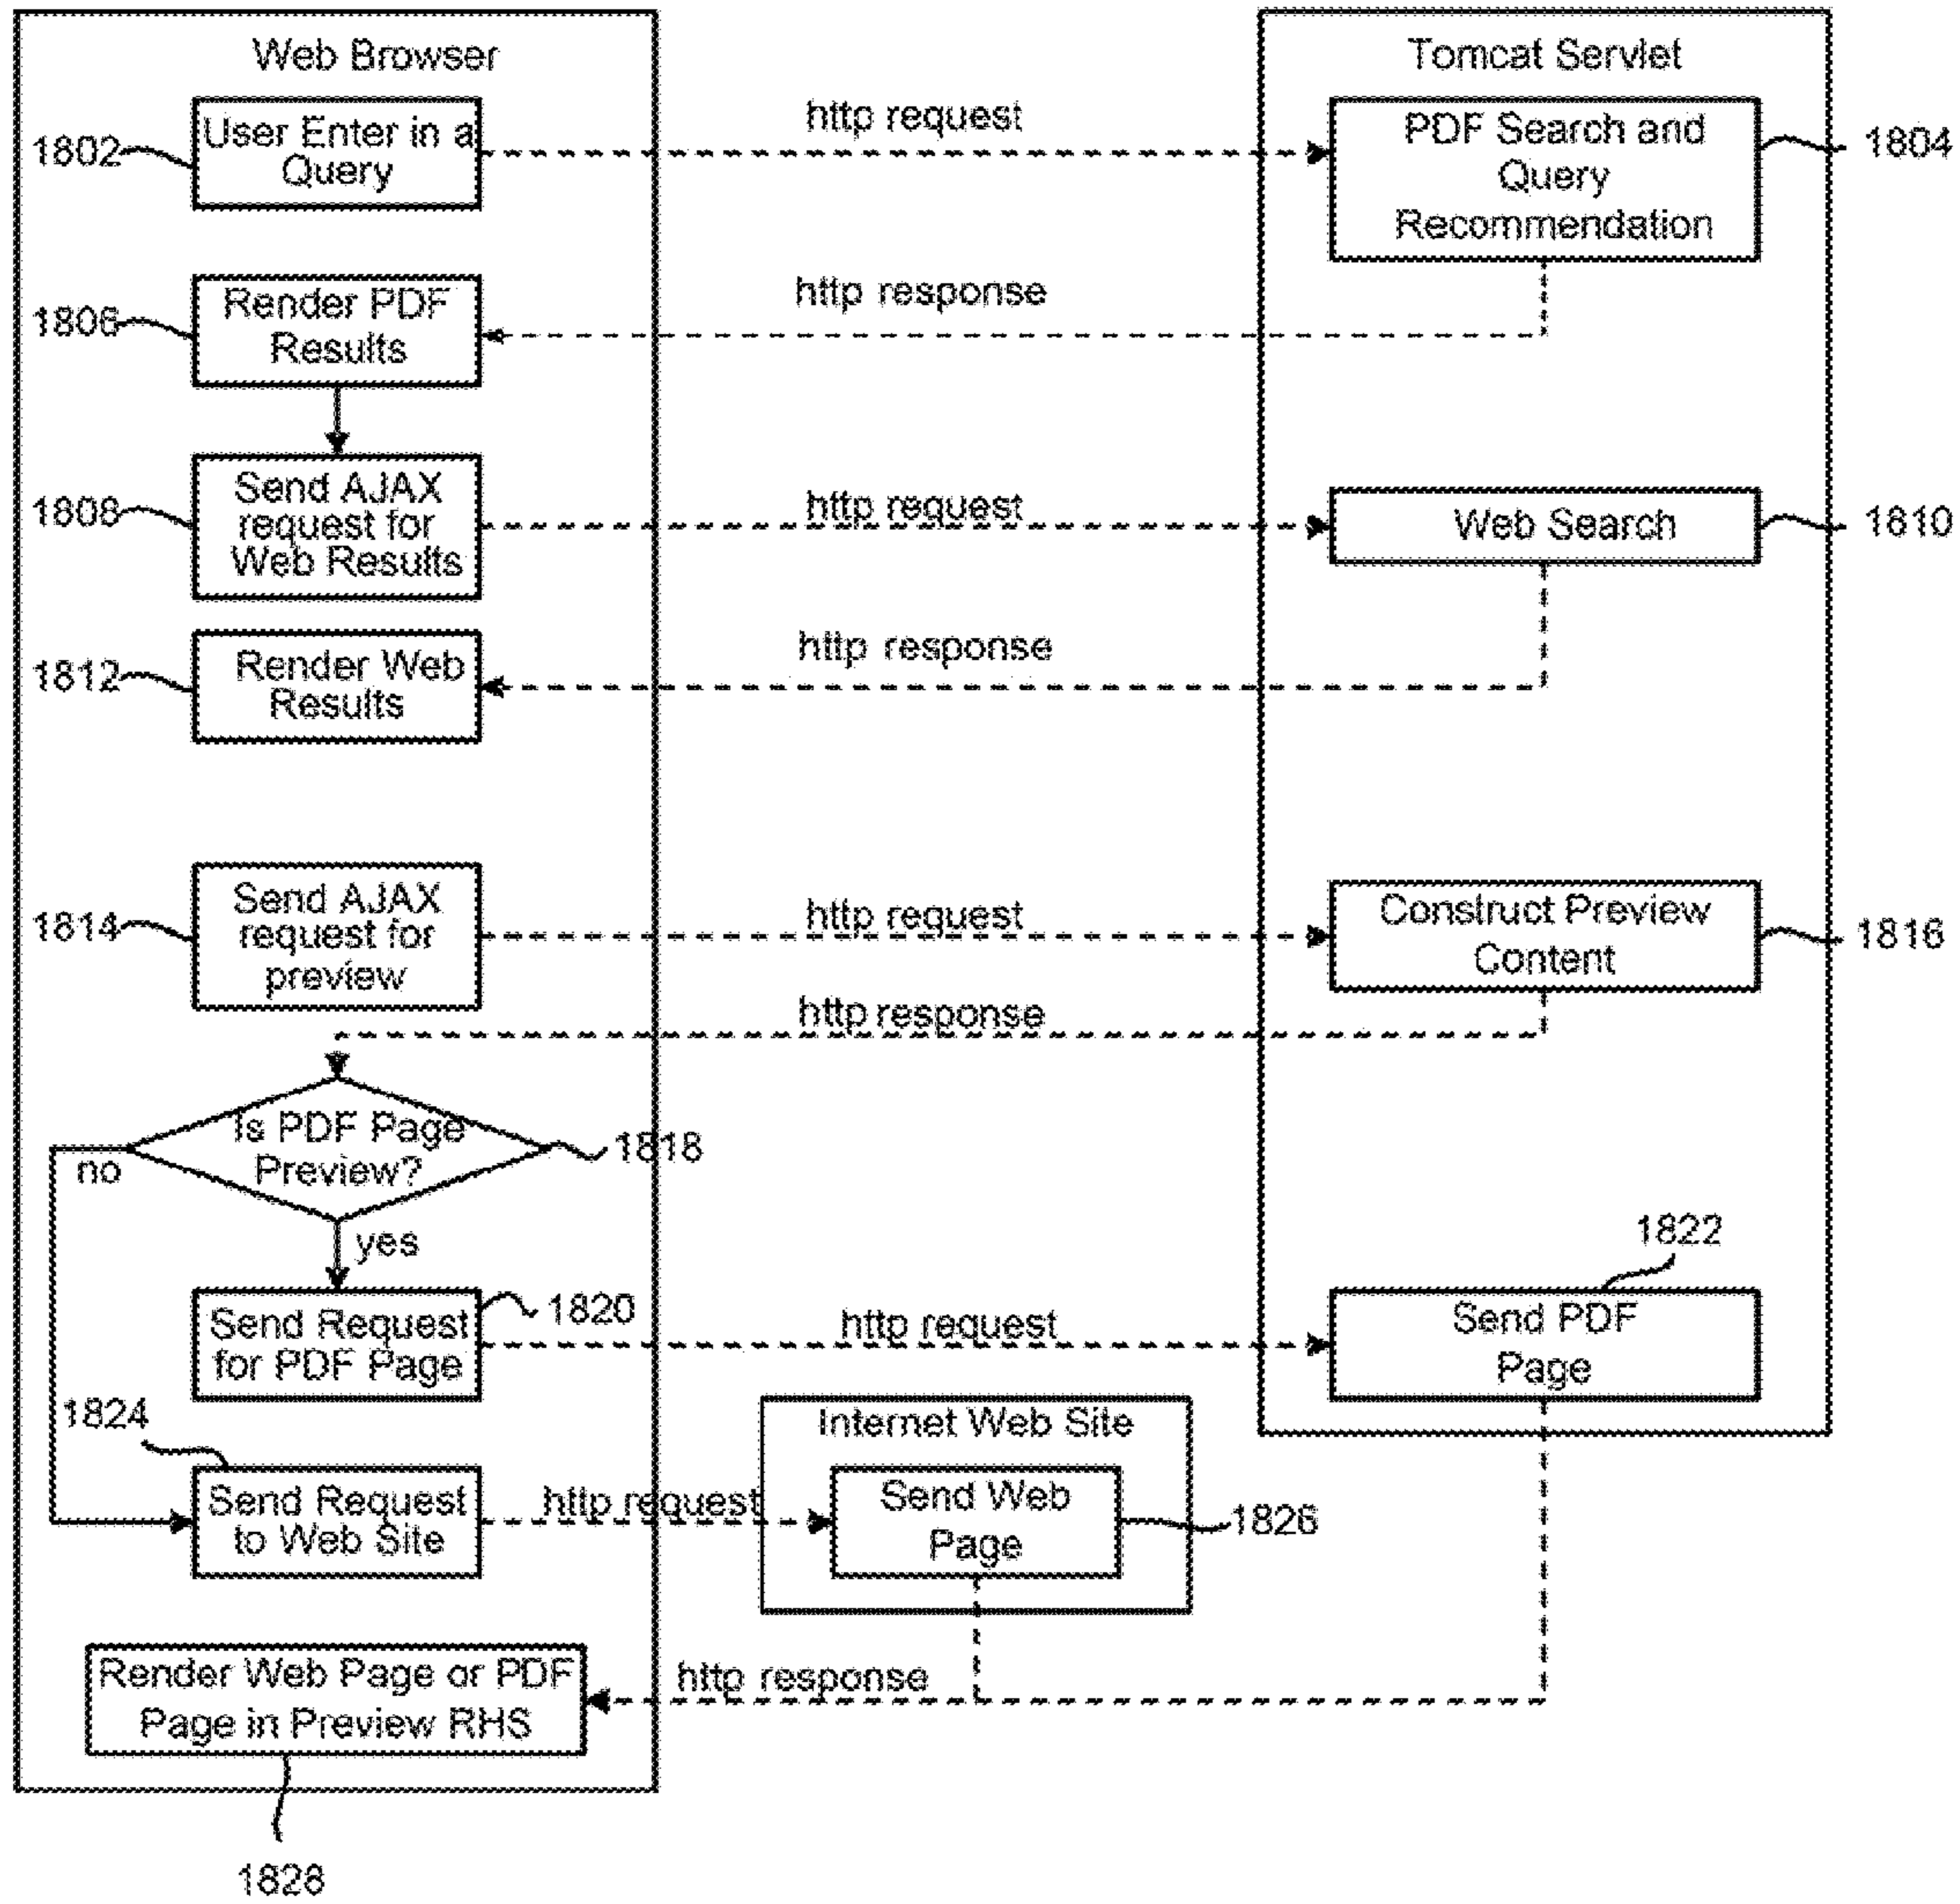 Web Browser
Tomcat Servlet
1802
User Enter in a
Query
http request
PDF Search and
Query
Recommendation
1804
1806
Render PDF
Results
http response
1808
Send AJAX
request for
Web Results
http request
Web Search
1810
1812
Render Web
Results
http response
1814
Send AJAX
request for
preview
http request
Construct Preview
Content
1816
http response
Is PDF Page
Preview?
1818
no
yes
1820
Send Request
for PDF Page
http request
1822
Send PDF
Page
1824
Send Request
to Web Site
http request
Internet Web Site
Send Web
Page
1826
Render Web Page or PDF
Page in Preview RHS
http response
1828